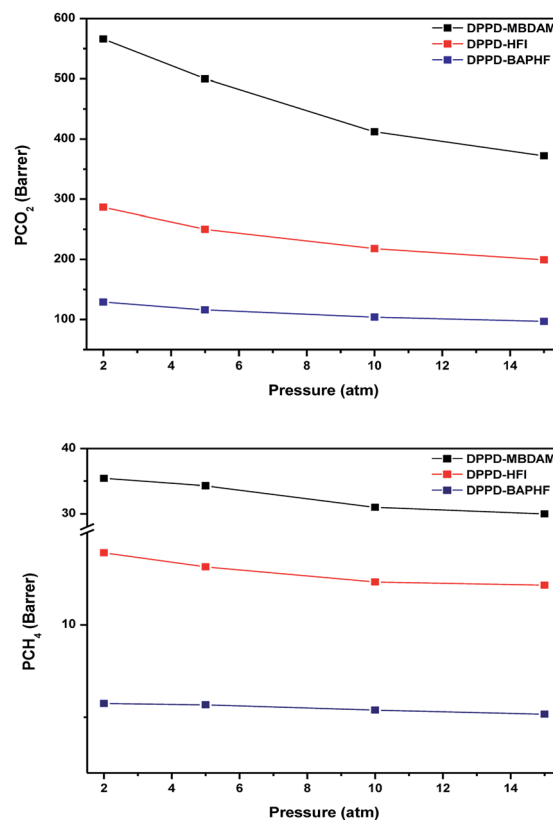 600
500
400
300
200
100
PCO₂ (Barrer)
DPPD-MBDAM
DPPD-HFI
DPPD-BAPHF
2 4 6 8 10 12 14
Pressure (atm)
40
30
10
PCH₄ (Barrer)
DPPD-MBDAM
DPPD-HFI
DPPD-BAPHF
2 4 6 8 10 12 14
Pressure (atm)